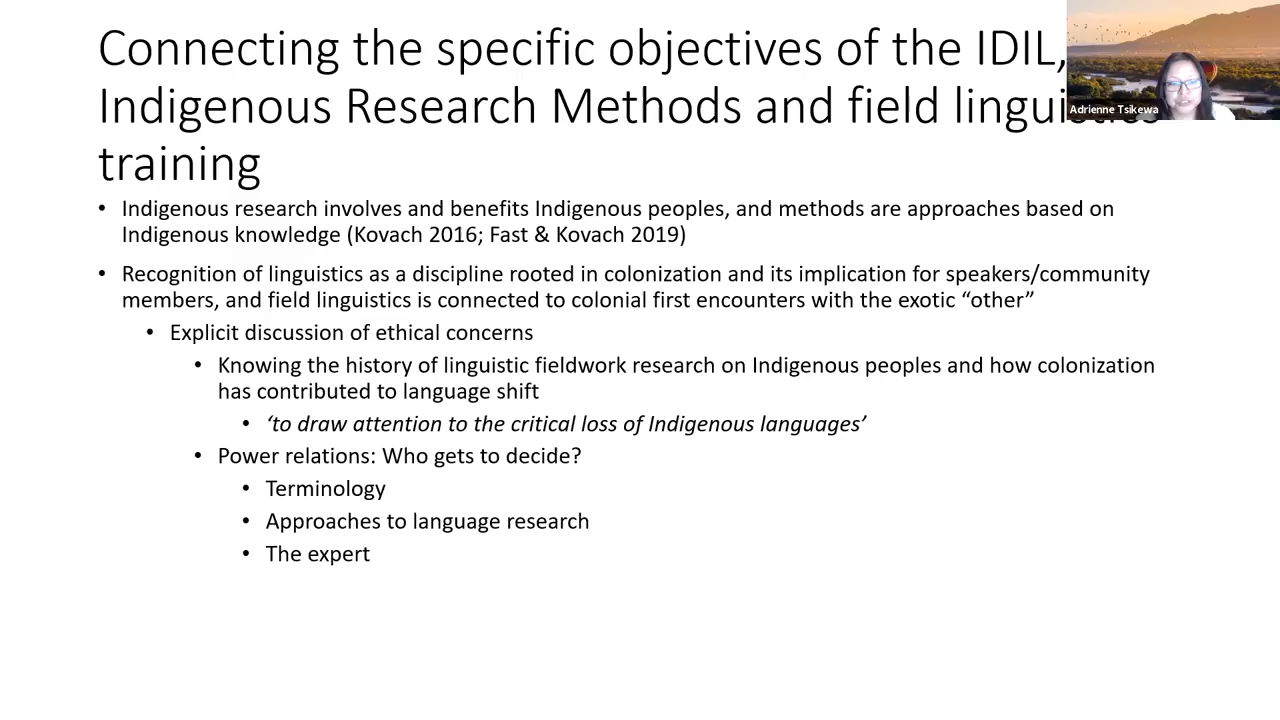 Connecting the specific objectives of the IDIL,
Indigenous Research Methods and field linguistics
training
Adrienne Tsikewa
• Indigenous research involves and benefits Indigenous peoples, and methods are approaches based on
Indigenous knowledge (Kovach 2016; Fast & Kovach 2019)
• Recognition of linguistics as a discipline rooted in colonization and its implication for speakers/community
members, and field linguistics is connected to colonial first encounters with the exotic “other”
• Explicit discussion of ethical concerns
• Knowing the history of linguistic fieldwork research on Indigenous peoples and how colonization
has contributed to language shift
• ‘to draw attention to the critical loss of Indigenous languages’
• Power relations: Who gets to decide?
• Terminology
• Approaches to language research
• The expert